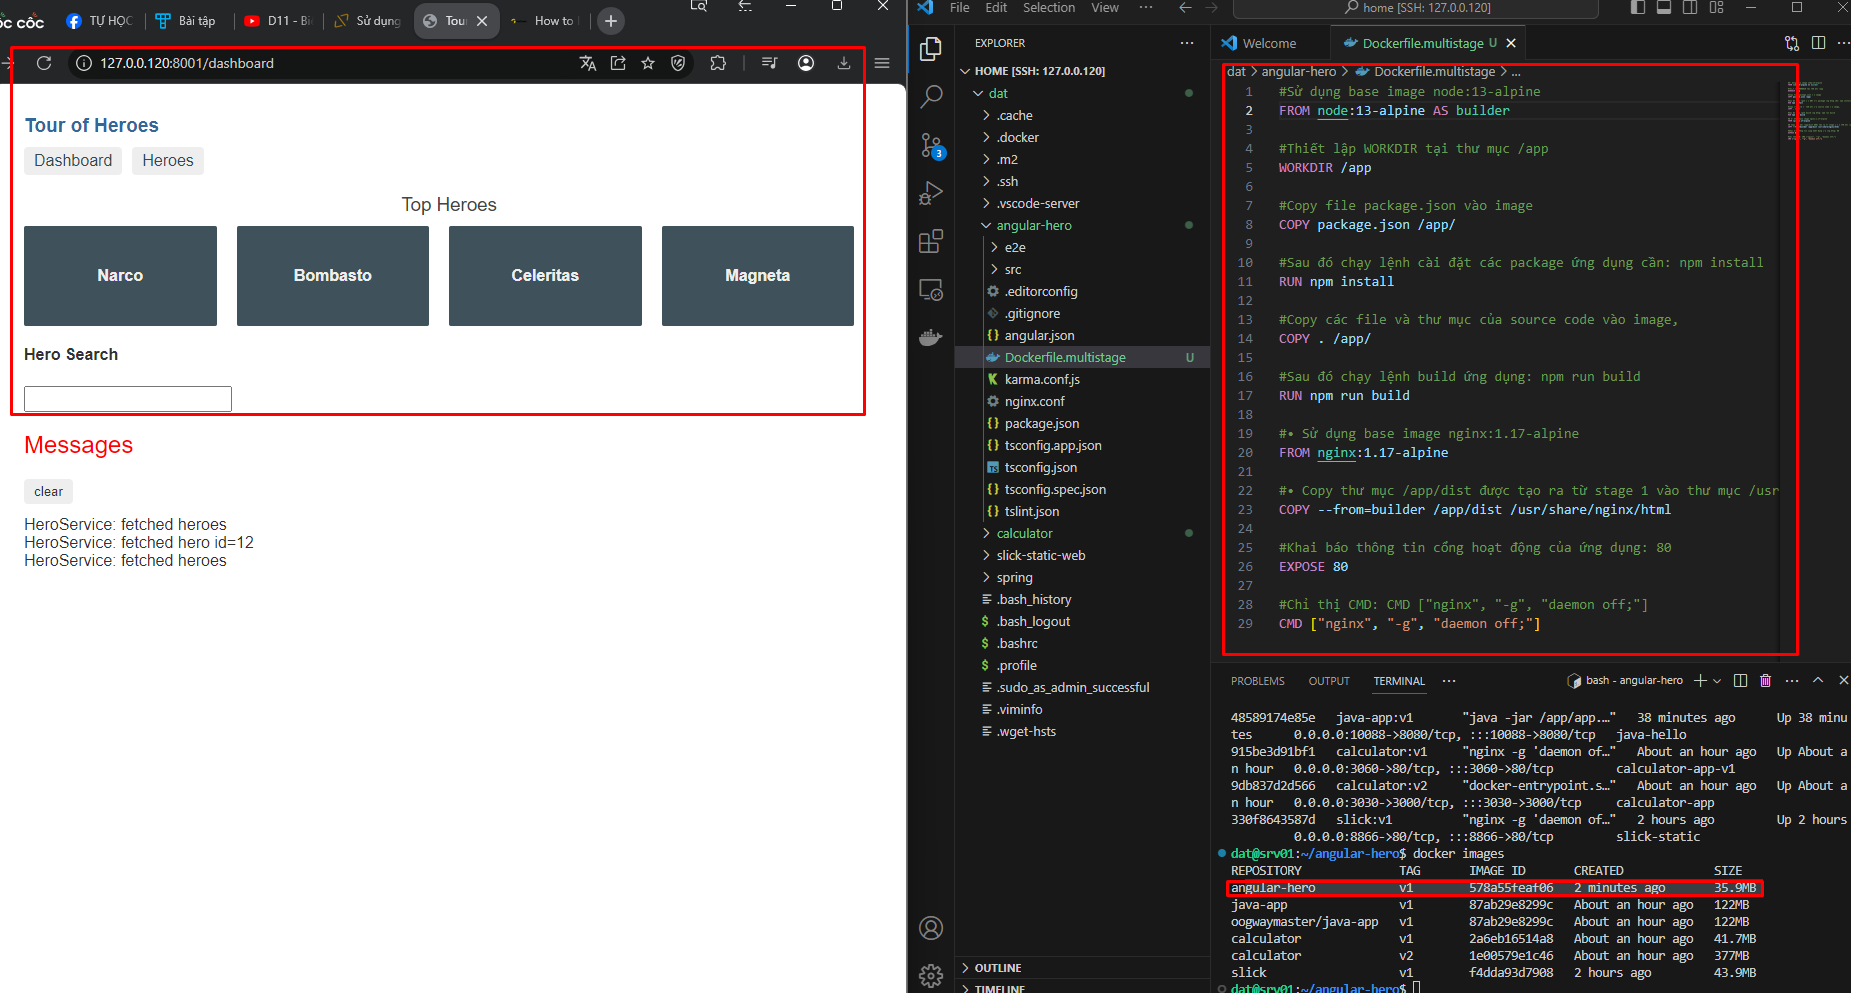 ốc cốc
TỰ HỌC
Bài tập
D11 - Bi
Sử dụng
Tour
How to
127.0.0.120:8001/dashboard
Tour of Heroes
Dashboard
Heroes
Top Heroes
Narco
Bombasto
Celeritas
Magneta
Hero Search
Messages
clear
HeroService: fetched heroes
HeroService: fetched hero id=12
HeroService: fetched heroes
File Edit Selection View ···
home [SSH: 127.0.0.120]
EXPLORER
HOME [SSH: 127.0.0.120]
dat
.cache
.docker
.m2
.ssh
.vscode-server
angular-hero
e2e
src
.editorconfig
.gitignore
angular.json
Dockerfile.multistage U
karma.conf.js
nginx.conf
package.json
tsconfig.app.json
tsconfig.json
tsconfig.spec.json
tslint.json
calculator
slick-static-web
spring
.bash_history
.bash_logout
.bashrc
.profile
.sudo_as_admin_successful
.viminfo
.wget-hsts
OUTLINE
TIMELINE
3
Welcome
Dockerfile.multistage U
dat > angular-hero > Dockerfile.multistage > ...
1 #Sử dụng base image node:13-alpine
2 FROM node:13-alpine AS builder
3
4 #Thiết lập WORKDIR tại thư mục /app
5 WORKDIR /app
6
7 #Copy file package.json vào image
8 COPY package.json /app/
9
10 #Sau đó chạy lệnh cài đặt các package ứng dụng cần: npm install
11 RUN npm install
12
13 #Copy các file và thư mục của source code vào image,
14 COPY . /app/
15
16 #Sau đó chạy lệnh build ứng dụng: npm run build
17 RUN npm run build
18
19 #• Sử dụng base image nginx:1.17-alpine
20 FROM nginx:1.17-alpine
21
22 #• Copy thư mục /app/dist được tạo ra từ stage 1 vào thư mục /usr
23 COPY --from=builder /app/dist /usr/share/nginx/html
24
25 #Khai báo thông tin cổng hoạt động của ứng dụng: 80
26 EXPOSE 80
27
28 #Chỉ thị CMD: CMD ["nginx", "-g", "daemon off;"]
29 CMD ["nginx", "-g", "daemon off;"]
PROBLEMS OUTPUT TERMINAL ···
bash - angular-hero
48589174e85e java-app:v1 "java -jar /app/app.…" 38 minutes ago Up 38 minu
tes 0.0.0.0:10088->8080/tcp, :::10088->8080/tcp java-hello
915be3d91bf1 calculator:v1 "nginx -g 'daemon of…" About an hour ago Up About a
n hour 0.0.0.0:3060->80/tcp, :::3060->80/tcp calculator-app-v1
9db837d2d566 calculator:v2 "docker-entrypoint.s…" About an hour ago Up About a
n hour 0.0.0.0:3030->3000/tcp, :::3030->3000/tcp calculator-app
330f8643587d slick:v1 "nginx -g 'daemon of…" 2 hours ago Up 2 hours
0.0.0.0:8866->80/tcp, :::8866->80/tcp slick-static
dat@srv01:~/angular-hero$ docker images
REPOSITORY TAG IMAGE ID CREATED SIZE
angular-hero v1 578a55feaf06 2 minutes ago 35.9MB
java-app v1 87ab29e8299c About an hour ago 122MB
oogwaymaster/java-app v1 87ab29e8299c About an hour ago 122MB
calculator v1 2a6eb16514a8 About an hour ago 41.7MB
calculator v2 1e00579e1c46 About an hour ago 377MB
slick v1 f4dda93d7908 2 hours ago 43.9MB
dat@srv01:~/angular-hero$